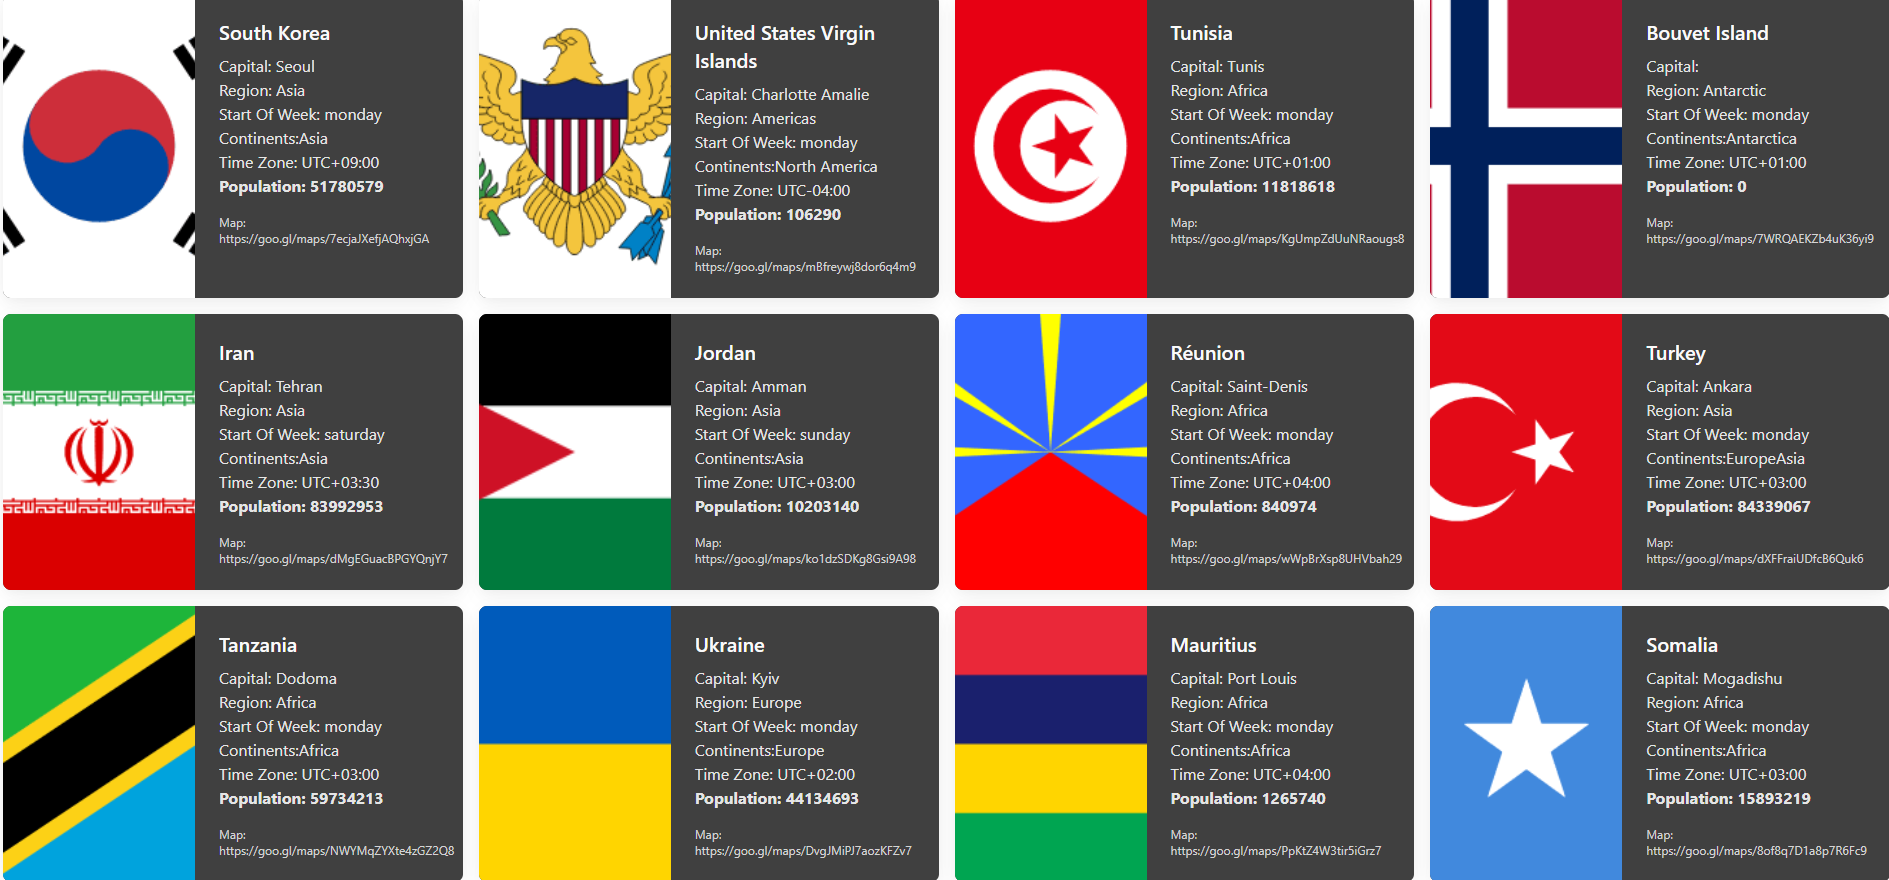 South Korea
Capital: Seoul
Region: Asia
Start Of Week: monday
Continents:Asia
Time Zone: UTC+09:00
Population: 51780579
Map:
https://goo.gl/maps/7ecjaJXefjAQhxjGA
United States Virgin
Islands
Capital: Charlotte Amalie
Region: Americas
Start Of Week: monday
Continents:North America
Time Zone: UTC-04:00
Population: 106290
Map:
https://goo.gl/maps/mBfreywj8dor6q4m9
Tunisia
Capital: Tunis
Region: Africa
Start Of Week: monday
Continents:Africa
Time Zone: UTC+01:00
Population: 11818618
Map:
https://goo.gl/maps/KgUmpZdUuNRaougs8
Bouvet Island
Capital:
Region: Antarctic
Start Of Week: monday
Continents:Antarctica
Time Zone: UTC+01:00
Population: 0
Map:
https://goo.gl/maps/7WRQAEKZb4uK36yi9
Iran
Capital: Tehran
Region: Asia
Start Of Week: saturday
Continents:Asia
Time Zone: UTC+03:30
Population: 83992953
Map:
https://goo.gl/maps/dMgEGuacBPGYQnjY7
Jordan
Capital: Amman
Region: Asia
Start Of Week: sunday
Continents:Asia
Time Zone: UTC+03:00
Population: 10203140
Map:
https://goo.gl/maps/ko1dzSDKg8Gsi9A98
Réunion
Capital: Saint-Denis
Region: Africa
Start Of Week: monday
Continents:Africa
Time Zone: UTC+04:00
Population: 840974
Map:
https://goo.gl/maps/wWpBrXsp8UHVbah29
Turkey
Capital: Ankara
Region: Asia
Start Of Week: monday
Continents:EuropeAsia
Time Zone: UTC+03:00
Population: 84339067
Map:
https://goo.gl/maps/dXFFraiUDfcB6Quk6
Tanzania
Capital: Dodoma
Region: Africa
Start Of Week: monday
Continents:Africa
Time Zone: UTC+03:00
Population: 59734213
Map:
https://goo.gl/maps/NWYMqZYXte4zGZ2Q8
Ukraine
Capital: Kyiv
Region: Europe
Start Of Week: monday
Continents:Europe
Time Zone: UTC+02:00
Population: 44134693
Map:
https://goo.gl/maps/DvgJMiPJ7aozKFZv7
Mauritius
Capital: Port Louis
Region: Africa
Start Of Week: monday
Continents:Africa
Time Zone: UTC+04:00
Population: 1265740
Map:
https://goo.gl/maps/PpKtZ4W3tir5iGrz7
Somalia
Capital: Mogadishu
Region: Africa
Start Of Week: monday
Continents:Africa
Time Zone: UTC+03:00
Population: 15893219
Map:
https://goo.gl/maps/8of8q7D1a8p7R6Fc9